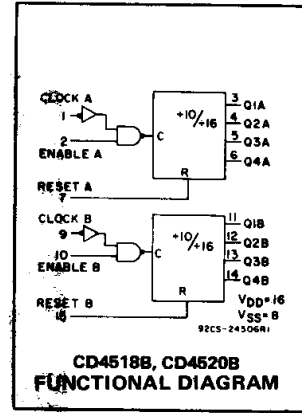 CLOCK A
1
2
ENABLE A
RESET A
7
C
÷10/÷16
R
3 Q1A
4 Q2A
5 Q3A
6 Q4A
CLOCK B
9
10
ENABLE B
RESET B
15
C
÷10/÷16
R
11 Q1B
12 Q2B
13 Q3B
14 Q4B
VDD=16
VSS=8
92CS-24506R1
CD4518B, CD4520B
FUNCTIONAL DIAGRAM